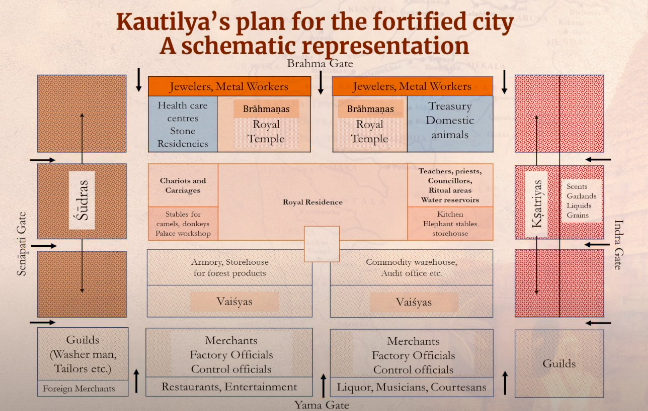 Kautilya's plan for the fortified city
A schematic representation
Brahma Gate
Jewelers, Metal Workers
Jewelers, Metal Workers
Health care
centres
Stone
Residencies
Brāhmaṇas
Royal
Temple
Brāhmaṇas
Royal
Temple
Treasury
Domestic
animals
Śūdras
Chariots and
Carriages
Stables for
camels, donkeys
Palace workshop
Royal Residence
Teachers, priests,
Councillors,
Ritual areas
Water reservoirs
Kitchen
Elephant stables
storehouse
Kṣatriyas
Scents
Garlands
Liquids
Grains
Senāpati Gate
Indra Gate
Armory, Storehouse
for forest products
Vaiśyas
Commodity warehouse,
Audit office etc.
Vaiśyas
Guilds
(Washer man,
Tailors etc.)
Foreign Merchants
Merchants
Factory Officials
Control officials
Restaurants, Entertainment
Merchants
Factory Officials
Control officials
Liquor, Musicians, Courtesans
Guilds
Yama Gate